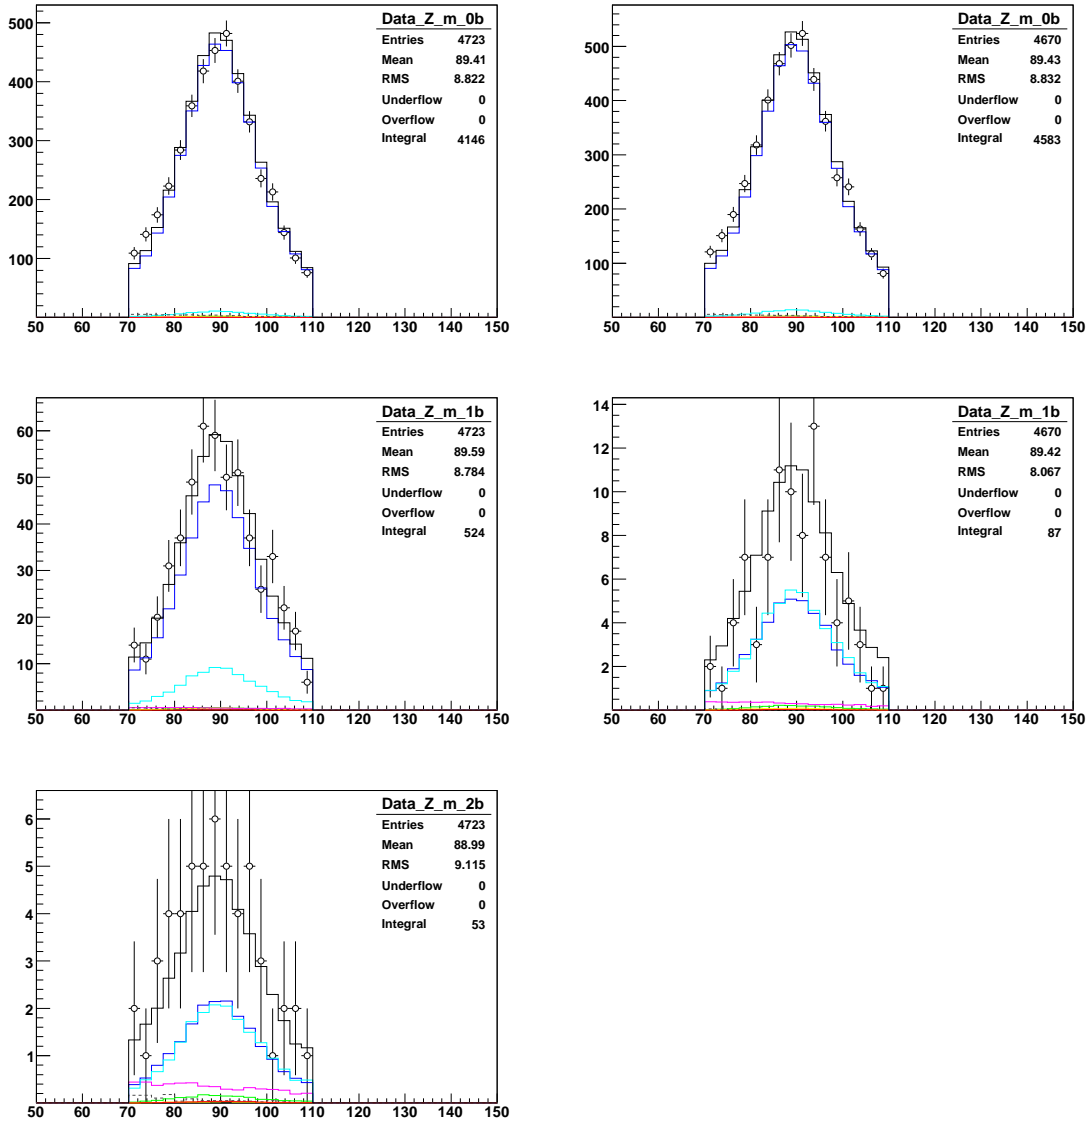 Data_Z_m_0b
Entries 4723
Mean 89.41
RMS 8.822
Underflow 0
Overflow 0
Integral 4146
500
400
300
200
100
50 60 70 80 90 100 110 120 130 140 150
Data_Z_m_0b
Entries 4670
Mean 89.43
RMS 8.832
Underflow 0
Overflow 0
Integral 4583
500
400
300
200
100
50 60 70 80 90 100 110 120 130 140 150
Data_Z_m_1b
Entries 4723
Mean 89.59
RMS 8.784
Underflow 0
Overflow 0
Integral 524
60
50
40
30
20
10
50 60 70 80 90 100 110 120 130 140 150
Data_Z_m_1b
Entries 4670
Mean 89.42
RMS 8.067
Underflow 0
Overflow 0
Integral 87
14
12
10
8
6
4
2
50 60 70 80 90 100 110 120 130 140 150
Data_Z_m_2b
Entries 4723
Mean 88.99
RMS 9.115
Underflow 0
Overflow 0
Integral 53
6
5
4
3
2
1
50 60 70 80 90 100 110 120 130 140 150